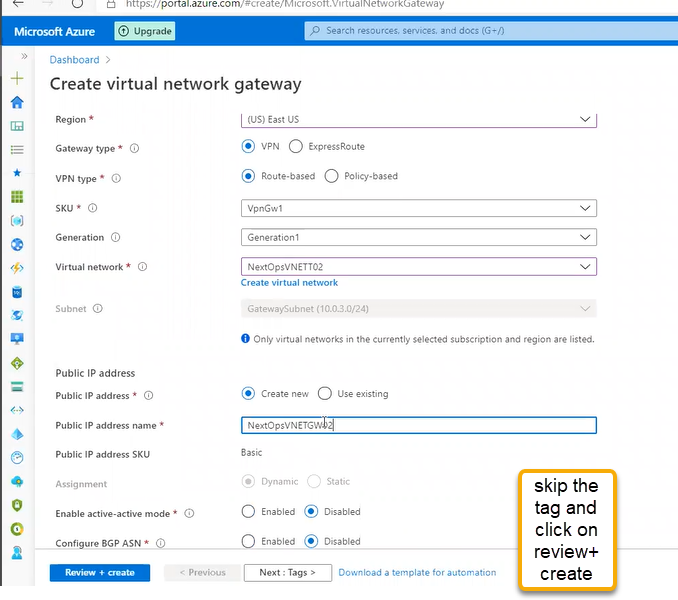 https://portal.azure.com/#create/Microsoft.VirtualNetworkGateway
Microsoft Azure
Upgrade
Search resources, services, and docs (G+/)
Dashboard >
Create virtual network gateway
Region *
(US) East US
Gateway type *
VPN
ExpressRoute
VPN type *
Route-based
Policy-based
SKU *
VpnGw1
Generation
Generation1
Virtual network *
NextOpsVNETT02
Create virtual network
Subnet
GatewaySubnet (10.0.3.0/24)
Only virtual networks in the currently selected subscription and region are listed.
Public IP address
Public IP address *
Create new
Use existing
Public IP address name *
NextOpsVNETGW02
Public IP address SKU
Basic
Assignment
Dynamic
Static
Enable active-active mode *
Enabled
Disabled
Configure BGP ASN *
Enabled
Disabled
Review + create
< Previous
Next : Tags >
Download a template for automation
skip the
tag and
click on
review+
create